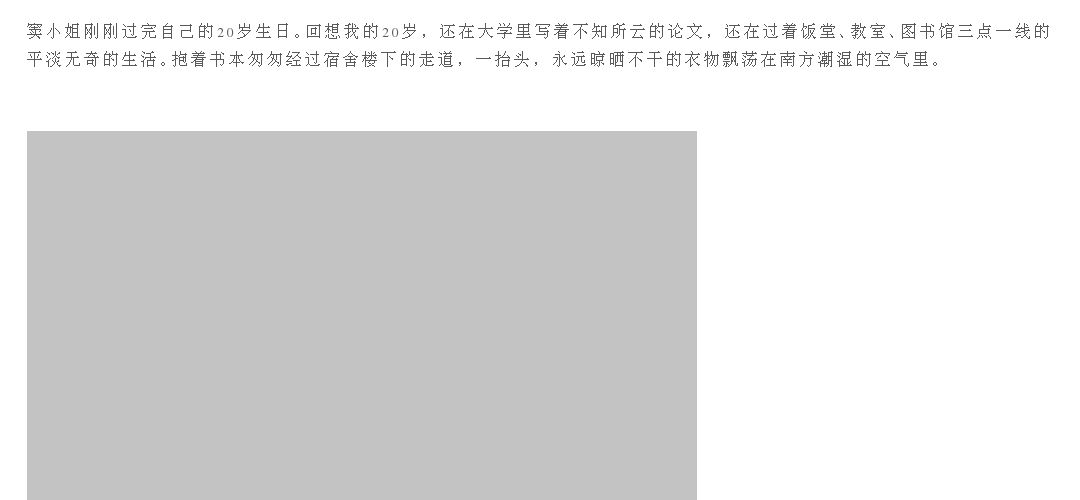 窦小姐刚刚过完自己的20岁生日。回想我的20岁，还在大学里写着不知所云的论文，还在过着饭堂、教室、图书馆三点一线的
平淡无奇的生活。抱着书本匆匆经过宿舍楼下的走道，一抬头，永远晾晒不干的衣物飘荡在南方潮湿的空气里。